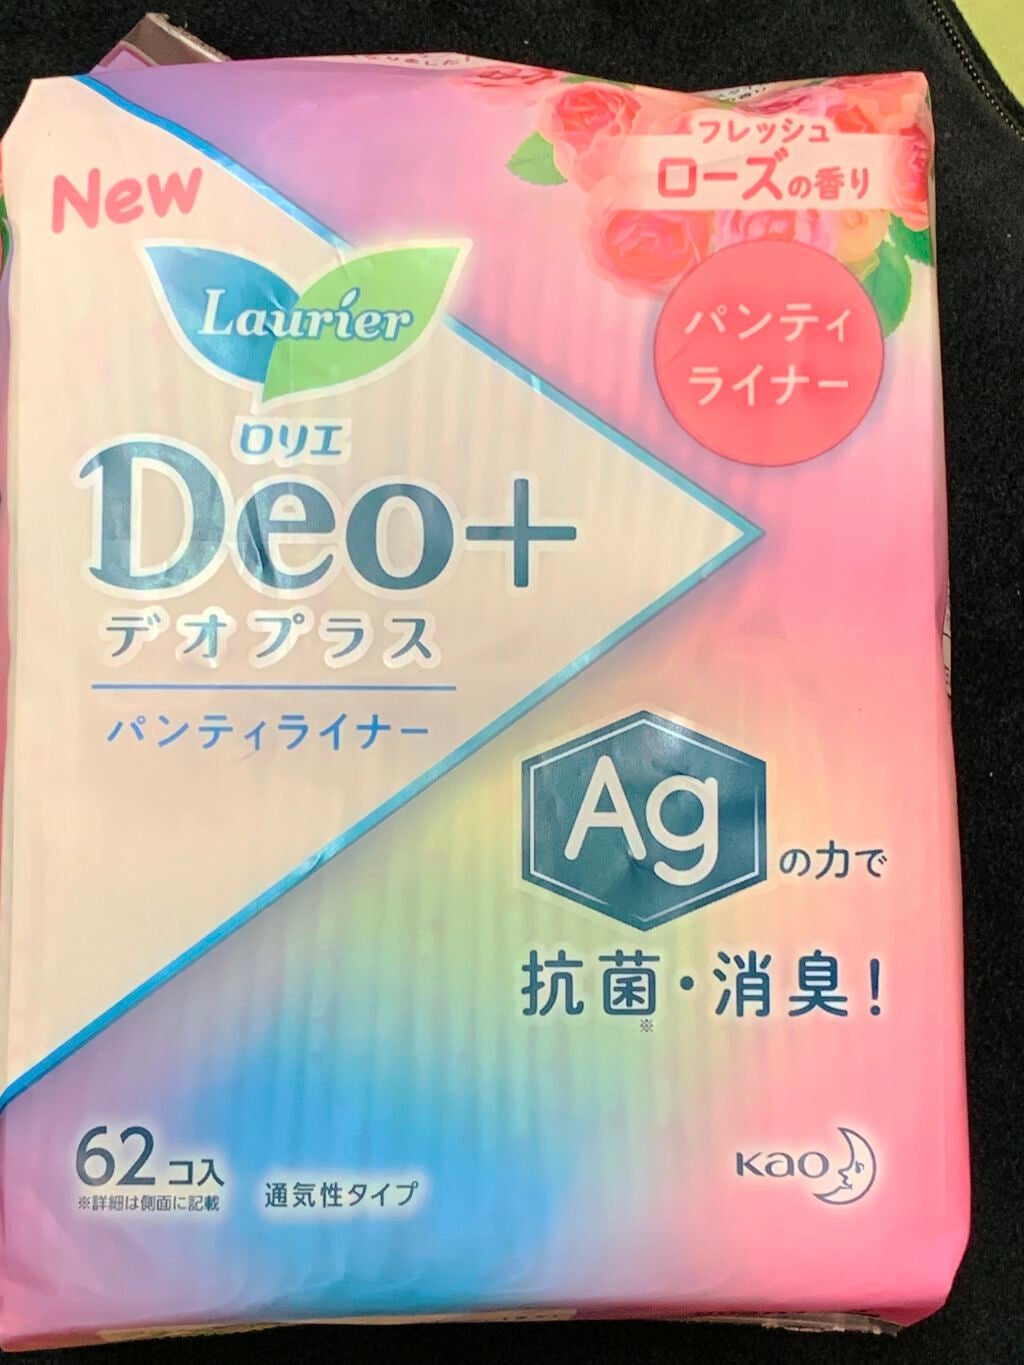 New
フレッシュ
ローズの香り
Laurier
パンティ
ライナー
ロリエ
Deo+
デオプラス
パンティライナー
Ag
の力で
抗菌・消臭!
※
62コ入
※詳細は側面に記載
通気性タイプ
Kao